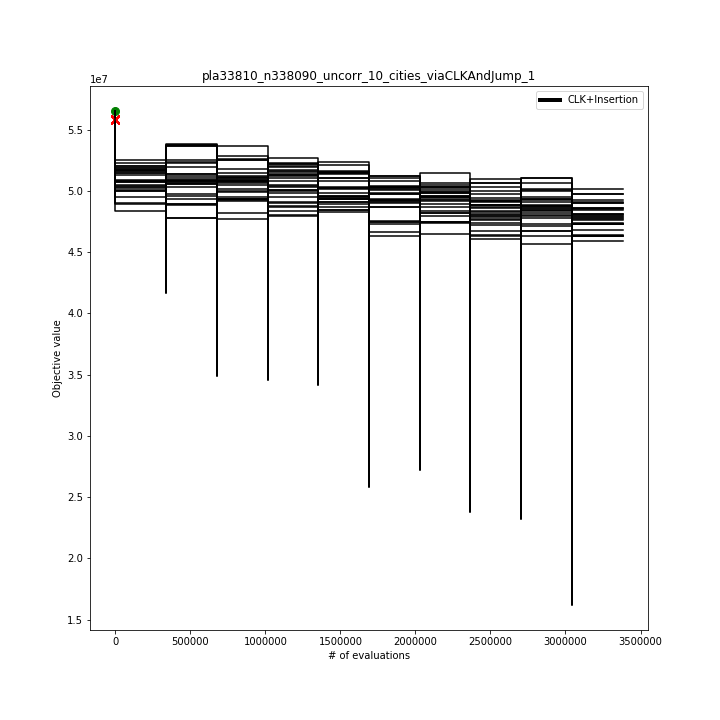 pla33810_n338090_uncorr_10_cities_viaCLKAndJump_1
1e7
CLK+Insertion
5.5
5.0
4.5
4.0
3.5
3.0
2.5
2.0
1.5
Objective value
0 500000 1000000 1500000 2000000 2500000 3000000 3500000
# of evaluations